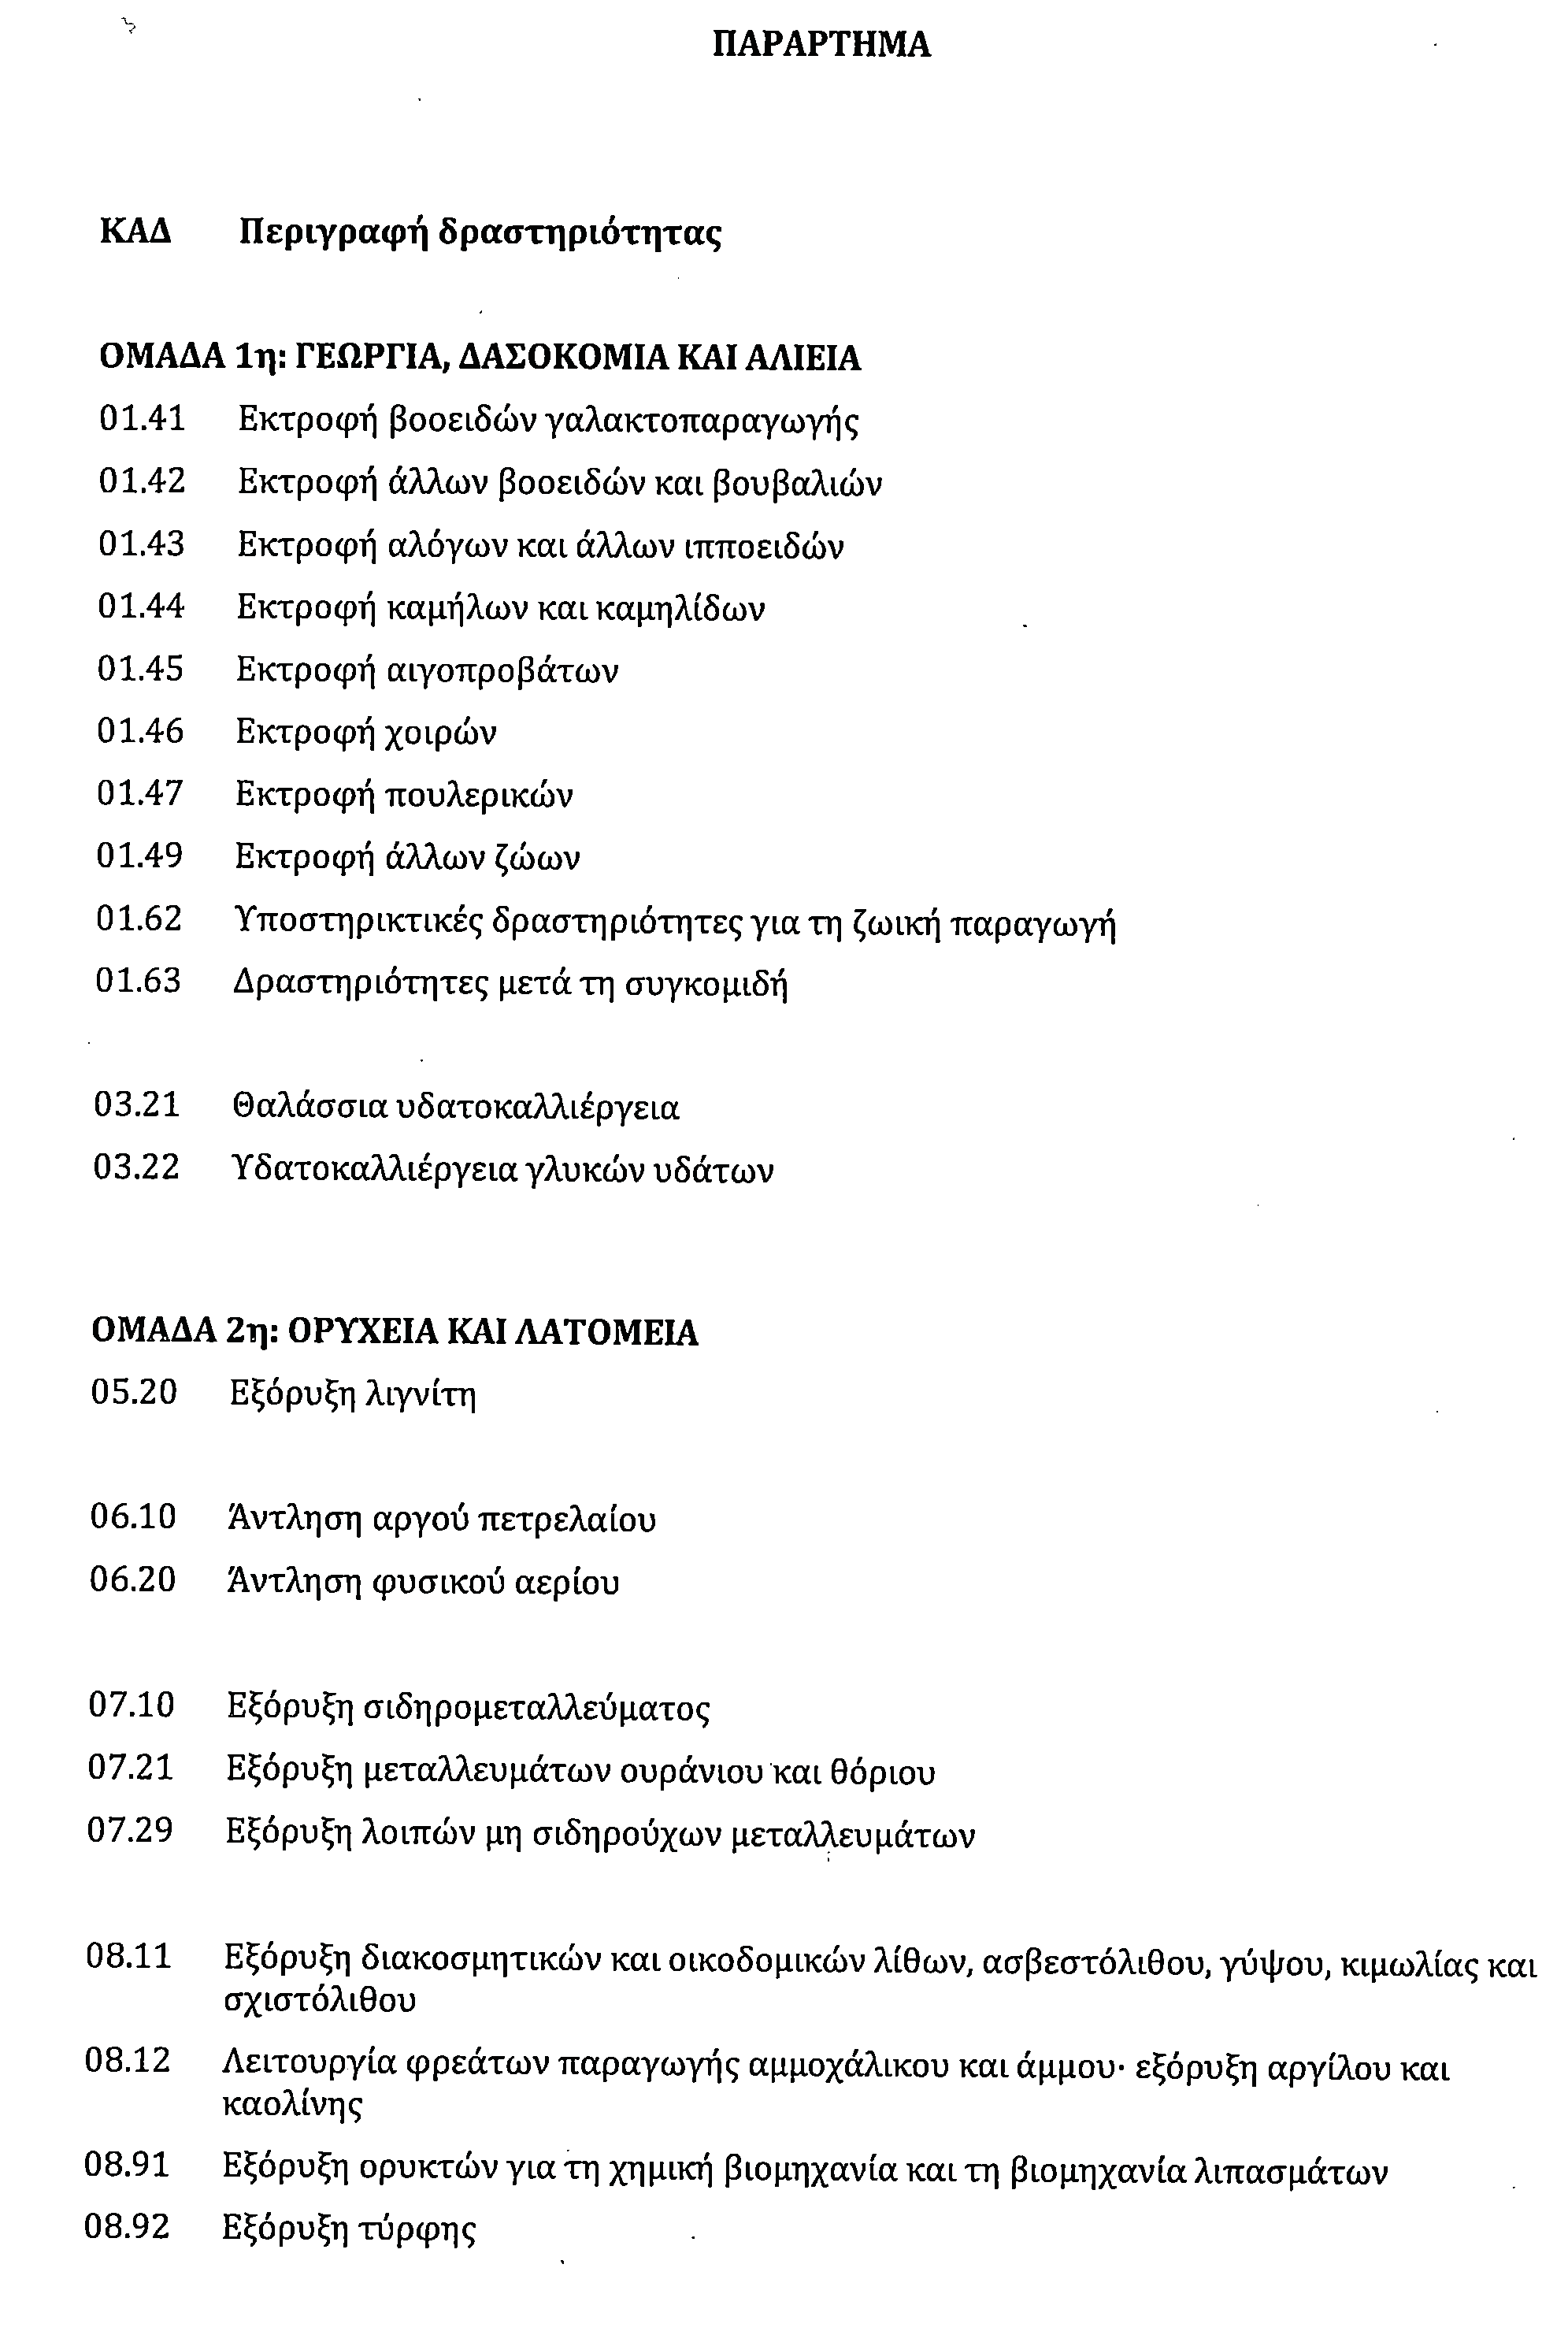 ΠΑΡΑΡΤΗΜΑ
ΚΑΔ Περιγραφή δραστηριότητας
ΟΜΑΔΑ 1η: ΓΕΩΡΓΙΑ, ΔΑΣΟΚΟΜΙΑ ΚΑΙ ΑΛΙΕΙΑ
01.41 Εκτροφή βοοειδών γαλακτοπαραγωγής
01.42 Εκτροφή άλλων βοοειδών και βουβαλιών
01.43 Εκτροφή αλόγων και άλλων ιπποειδών
01.44 Εκτροφή καμήλων και καμηλίδων
01.45 Εκτροφή αιγοπροβάτων
01.46 Εκτροφή χοιρών
01.47 Εκτροφή πουλερικών
01.49 Εκτροφή άλλων ζώων
01.62 Υποστηρικτικές δραστηριότητες για τη ζωική παραγωγή
01.63 Δραστηριότητες μετά τη συγκομιδή
03.21 Θαλάσσια υδατοκαλλιέργεια
03.22 Υδατοκαλλιέργεια γλυκών υδάτων
ΟΜΑΔΑ 2η: ΟΡΥΧΕΙΑ ΚΑΙ ΛΑΤΟΜΕΙΑ
05.20 Εξόρυξη λιγνίτη
06.10 Άντληση αργού πετρελαίου
06.20 Άντληση φυσικού αερίου
07.10 Εξόρυξη σιδηρομεταλλεύματος
07.21 Εξόρυξη μεταλλευμάτων ουράνιου και θόριου
07.29 Εξόρυξη λοιπών μη σιδηρούχων μεταλλευμάτων
08.11 Εξόρυξη διακοσμητικών και οικοδομικών λίθων, ασβεστόλιθου, γύψου, κιμωλίας και
σχιστόλιθου
08.12 Λειτουργία φρεάτων παραγωγής αμμοχάλικου και άμμου· εξόρυξη αργίλου και
καολίνης
08.91 Εξόρυξη ορυκτών για τη χημική βιομηχανία και τη βιομηχανία λιπασμάτων
08.92 Εξόρυξη τύρφης